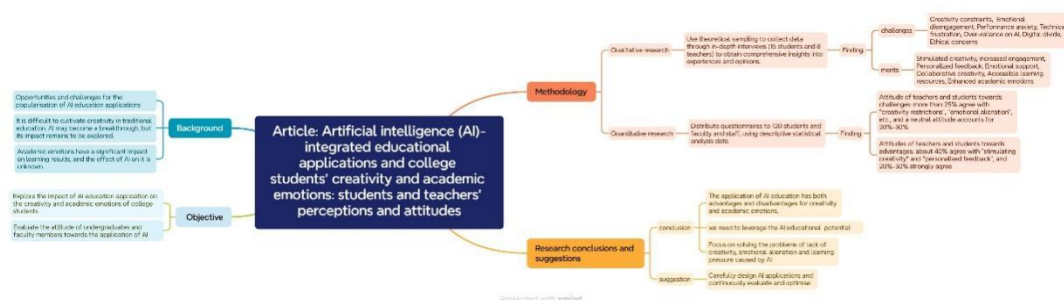 Opportunities and challenges for the
popularisation of AI education applications
It is difficult to cultivate creativity in traditional
education. AI may become a breakthrough, but
its impact remains to be explored.
Academic emotions have a significant impact
on learning results, and the effect of AI on it is
unknown.
Background
Explore the impact of AI education application on
the creativity and academic emotions of college
students
Evaluate the attitude of undergraduates and
faculty members towards the application of AI
Objective
Article: Artificial intelligence (AI)-
integrated educational
applications and college
students' creativity and academic
emotions: students and teachers'
perceptions and attitudes
Methodology
Qualitative research
Use theoretical sampling to collect data
through in-depth interviews (15 students and 8
teachers) to obtain comprehensive insights into
experiences and opinions.
Finding
challenges
Creativity constraints, Emotional
disengagement, Performance anxiety, Technical
frustration, Over-reliance on AI, Digital divide,
Ethical concerns
merits
Stimulated creativity, increased engagement,
Personalized feedback, Emotional support,
Collaborative creativity, Accessible learning
resources, Enhanced academic emotions
Quantitative research
Distribute questionnaires to 120 students and
faculty and staff, using descriptive statistical
analysis data
Finding
Attitude of teachers and students towards
challenges more than 25% agree with
"creativity restrictions", "emotional alienation",
etc., and a neutral attitude accounts for
20%-30%
Attitudes of teachers and students towards
advantages: about 40% agree with "stimulating
creativity" and "personalised feedback", and
20%-30% strongly agree
Research conclusions and
suggestions
conclusion
The application of AI education has both
advantages and disadvantages for creativity
and academic emotions.
we need to leverage the AI educational potential
Focus on solving the problems of lack of
creativity, emotional alienation and learning
pressure caused by AI
suggestion
Carefully design AI applications and
continuously evaluate and optimise
Presented with xmind